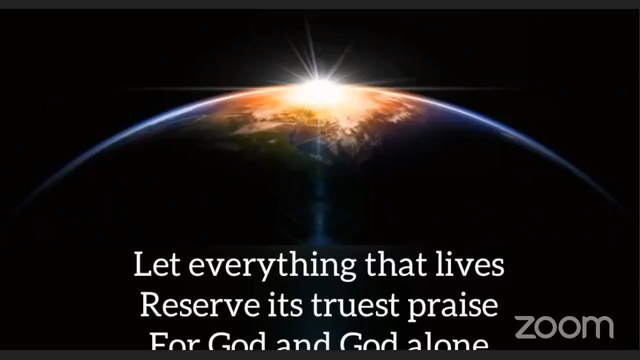 Let everything that lives
Reserve its truest praise
For God and God alone
zoom